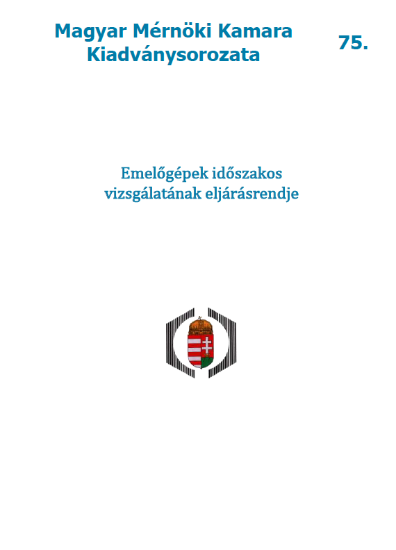 Magyar Mérnöki Kamara
Kiadványsorozata
75.
Emelőgépek időszakos
vizsgálatának eljárásrendje